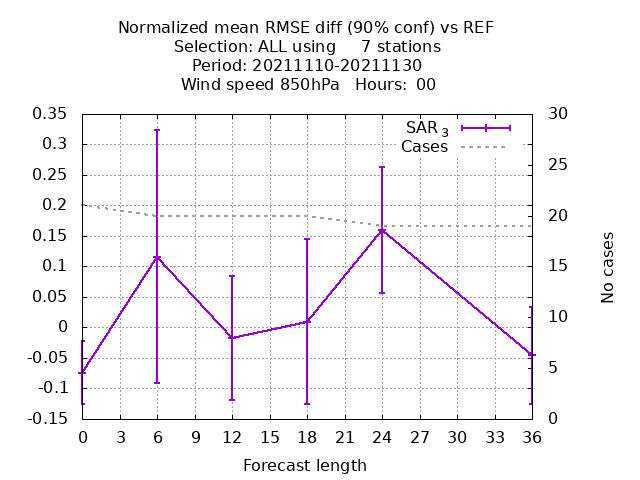 Normalized mean RMSE diff (90% conf) vs REF
Selection: ALL using     7 stations
Period: 20211110-20211130
Wind speed 850hPa   Hours:  00
0.35
0.3
0.25
0.2
0.15
0.1
0.05
0
-0.05
-0.1
-0.15
SAR 3
Cases
30
25
20
15
10
5
0
No cases
0 3 6 9 12 15 18 21 24 27 30 33 36
Forecast length